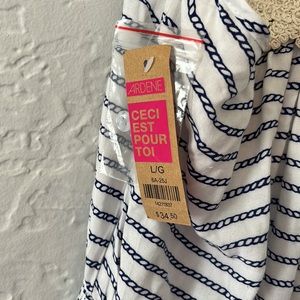 ARDENE
CECI
EST
POUR
TOI
L/G
$34.50